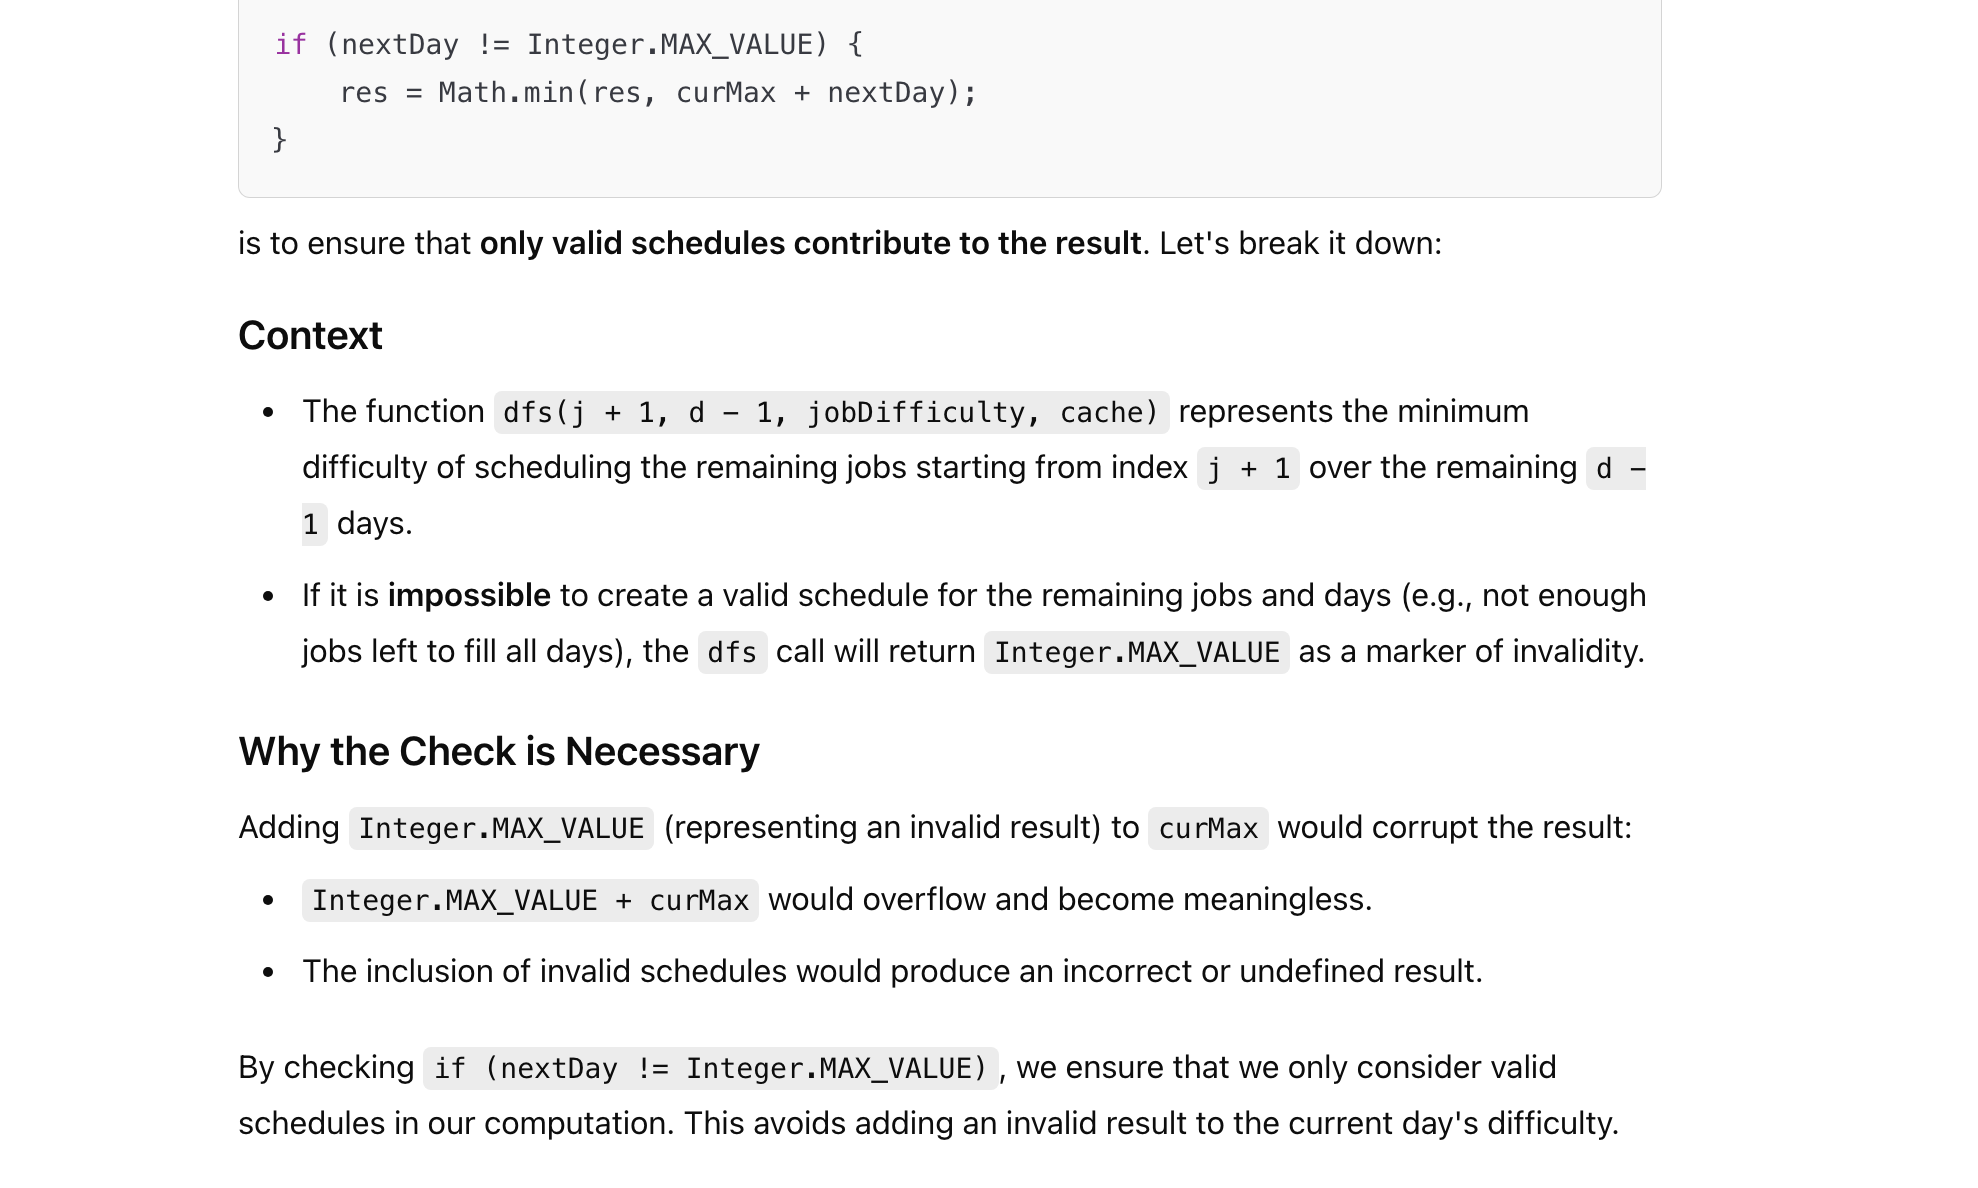 if (nextDay != Integer.MAX_VALUE) {
    res = Math.min(res, curMax + nextDay);
}
is to ensure that only valid schedules contribute to the result. Let's break it down:
Context
• The function dfs(j + 1, d - 1, jobDifficulty, cache) represents the minimum
difficulty of scheduling the remaining jobs starting from index j + 1 over the remaining d -
1 days.
• If it is impossible to create a valid schedule for the remaining jobs and days (e.g., not enough
jobs left to fill all days), the dfs call will return Integer.MAX_VALUE as a marker of invalidity.
Why the Check is Necessary
Adding Integer.MAX_VALUE (representing an invalid result) to curMax would corrupt the result:
• Integer.MAX_VALUE + curMax would overflow and become meaningless.
• The inclusion of invalid schedules would produce an incorrect or undefined result.
By checking if (nextDay != Integer.MAX_VALUE), we ensure that we only consider valid
schedules in our computation. This avoids adding an invalid result to the current day's difficulty.